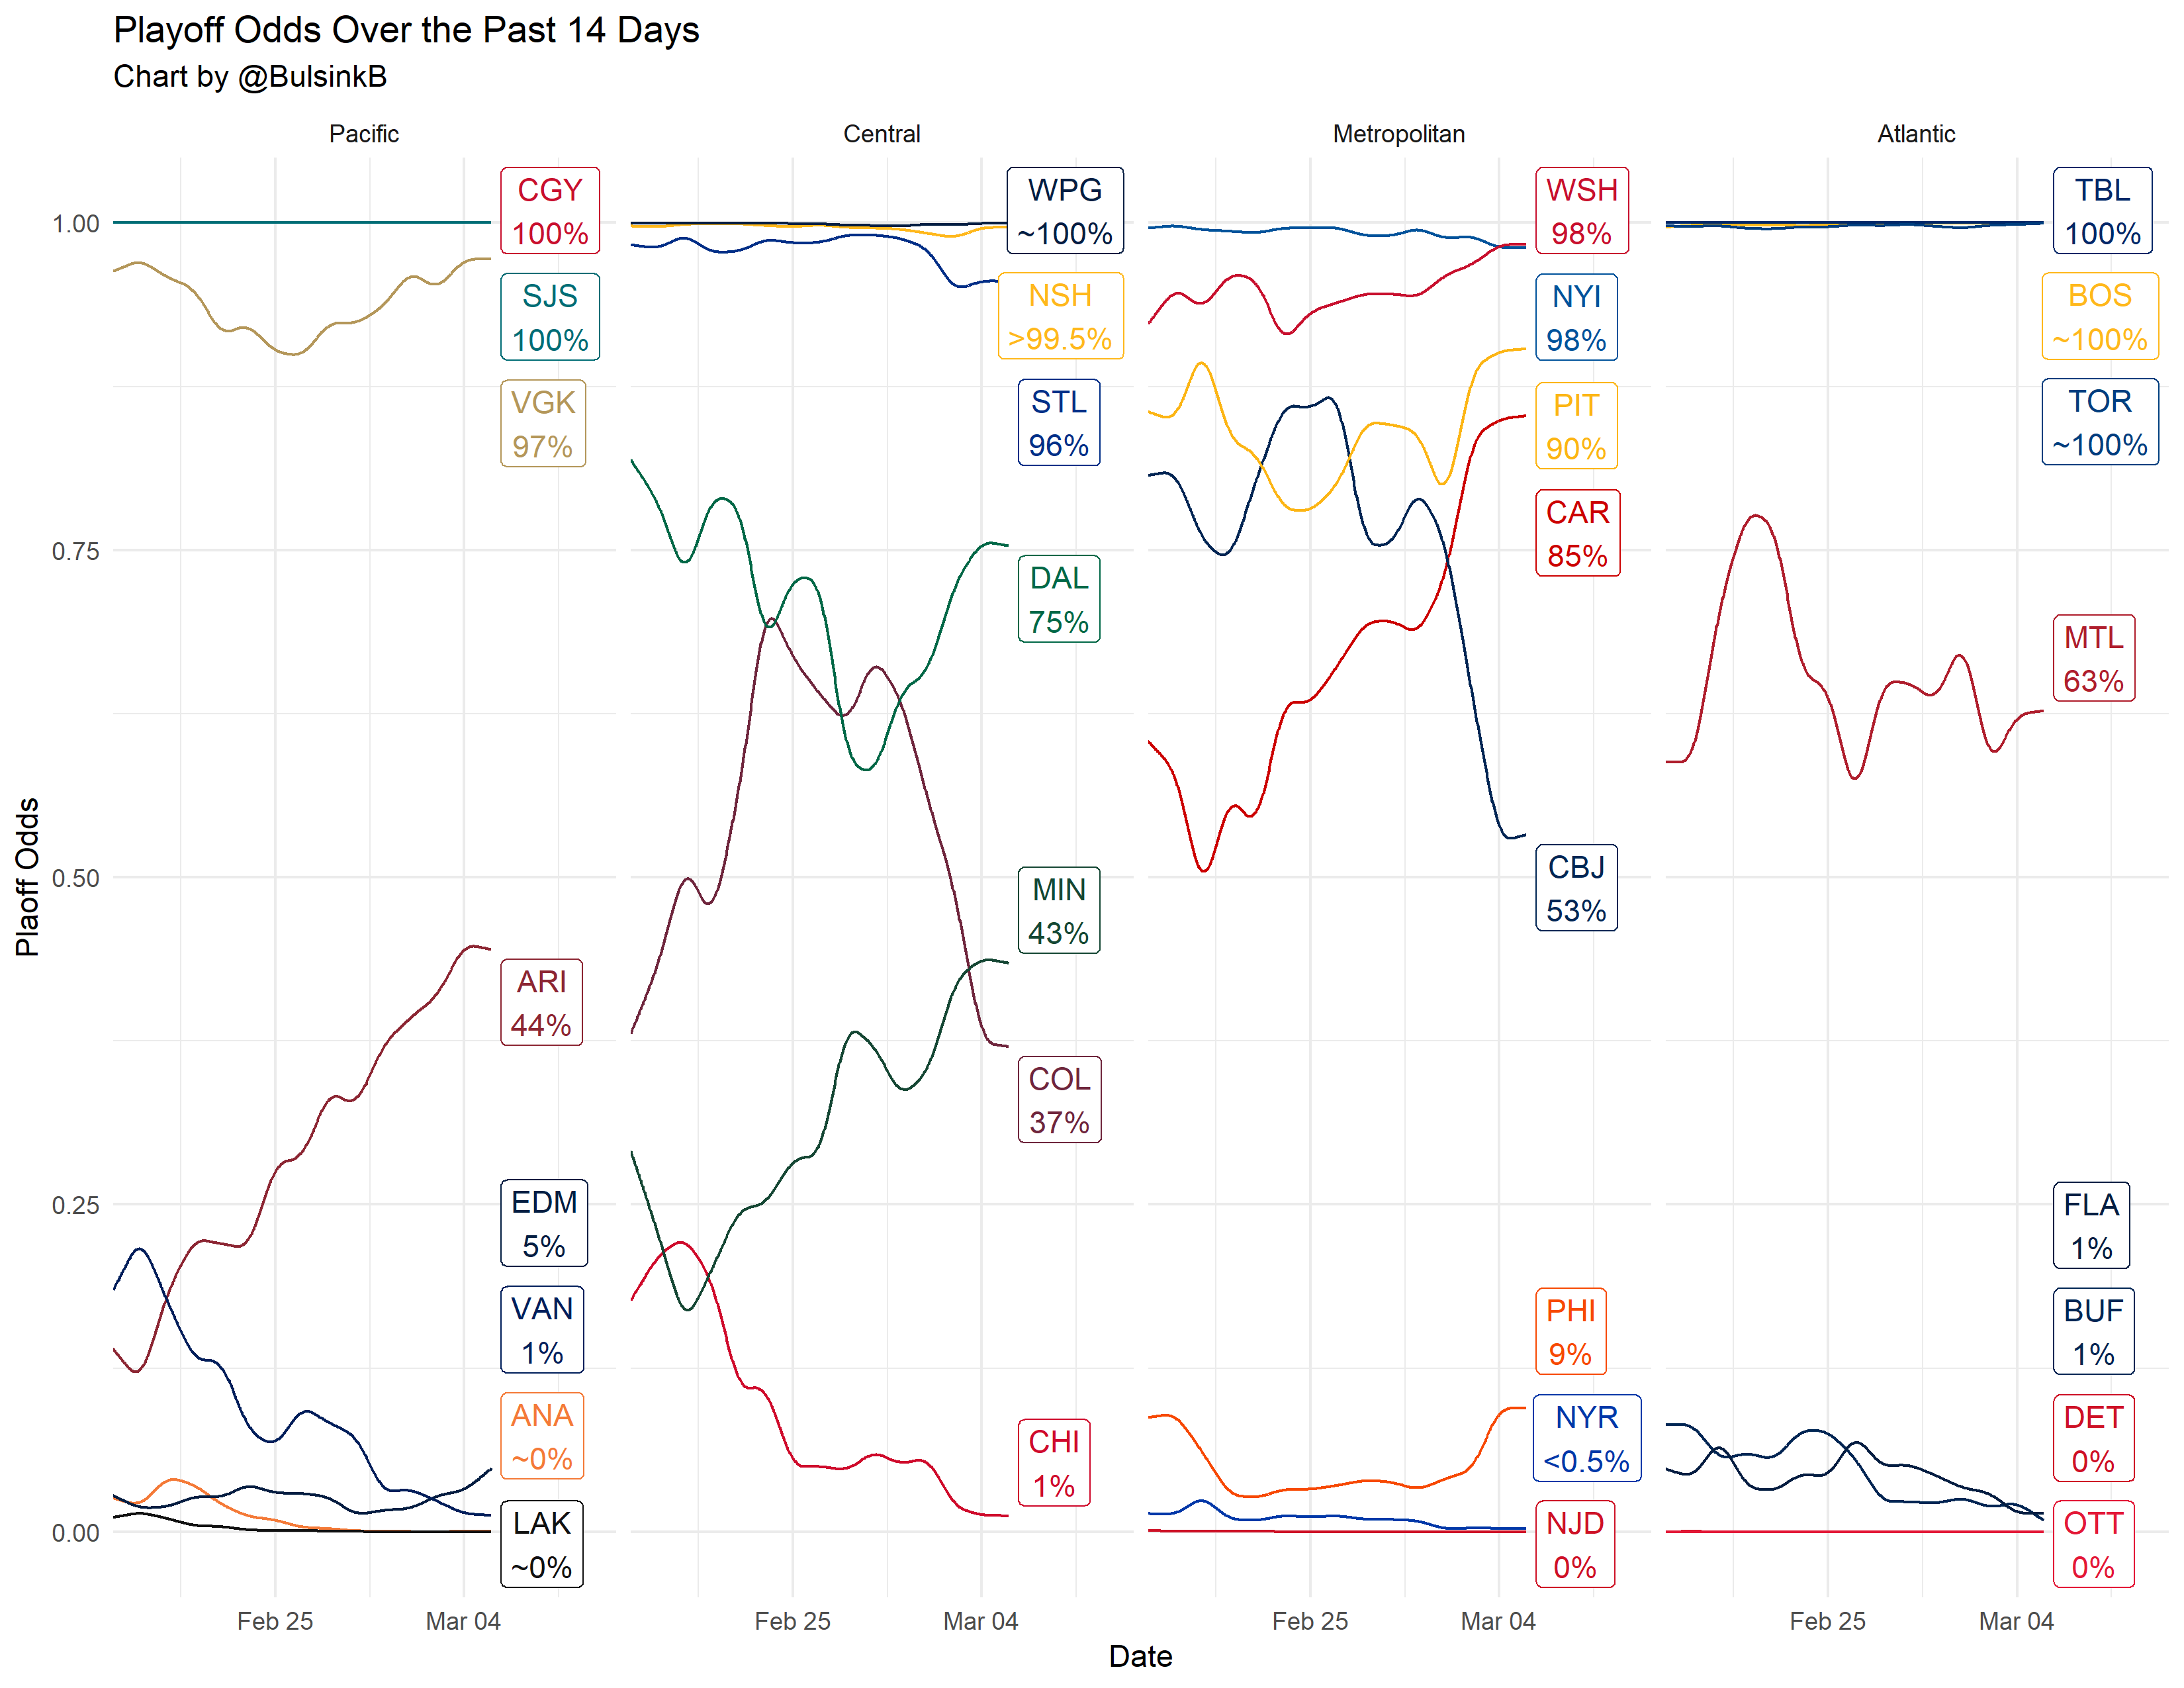 Playoff Odds Over the Past 14 Days
Chart by @BulsinkB
Pacific
Central
Metropolitan
Atlantic
Plaoff Odds
1.00
0.75
0.50
0.25
0.00
CGY
100%
SJS
100%
VGK
97%
ARI
44%
EDM
5%
VAN
1%
ANA
~0%
LAK
~0%
WPG
~100%
NSH
>99.5%
STL
96%
DAL
75%
MIN
43%
COL
37%
CHI
1%
WSH
98%
NYI
98%
PIT
90%
CAR
85%
CBJ
53%
PHI
9%
NYR
<0.5%
NJD
0%
TBL
100%
BOS
~100%
TOR
~100%
MTL
63%
FLA
1%
BUF
1%
DET
0%
OTT
0%
Feb 25 Mar 04
Feb 25 Mar 04
Feb 25 Mar 04
Feb 25 Mar 04
Date